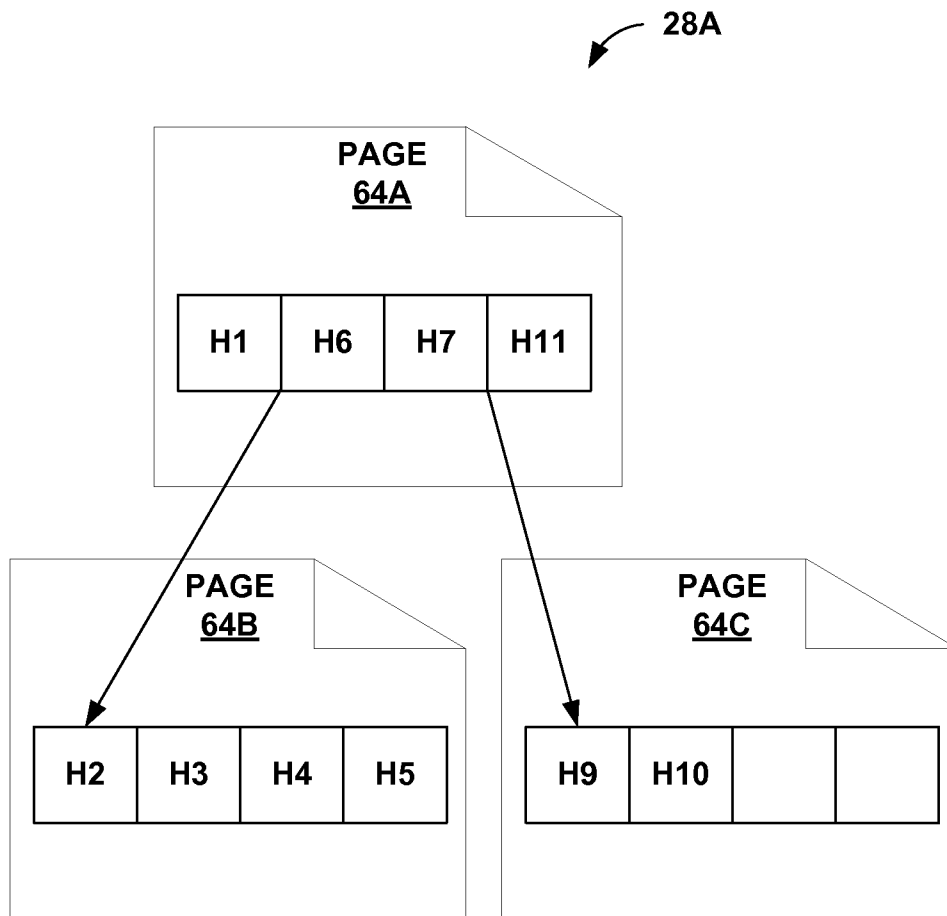 28A
PAGE
64A
H1 H6 H7 H11
PAGE
64B
PAGE
64C
H2 H3 H4 H5
H9 H10